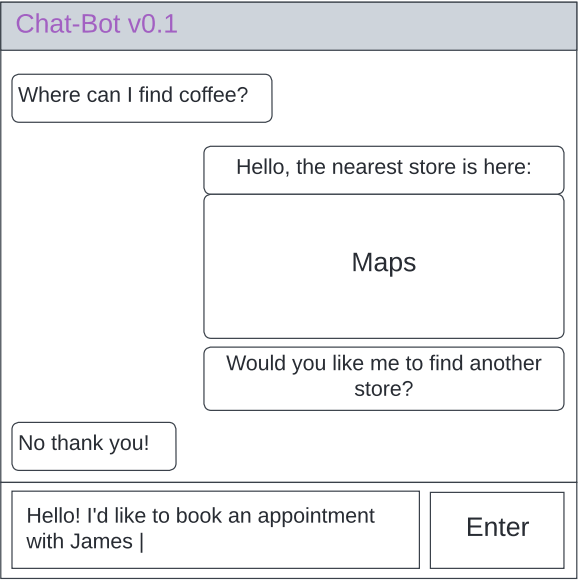 Chat-Bot v0.1
Where can I find coffee?
Hello, the nearest store is here:
Maps
Would you like me to find another
store?
No thank you!
Hello! I'd like to book an appointment
with James |
Enter